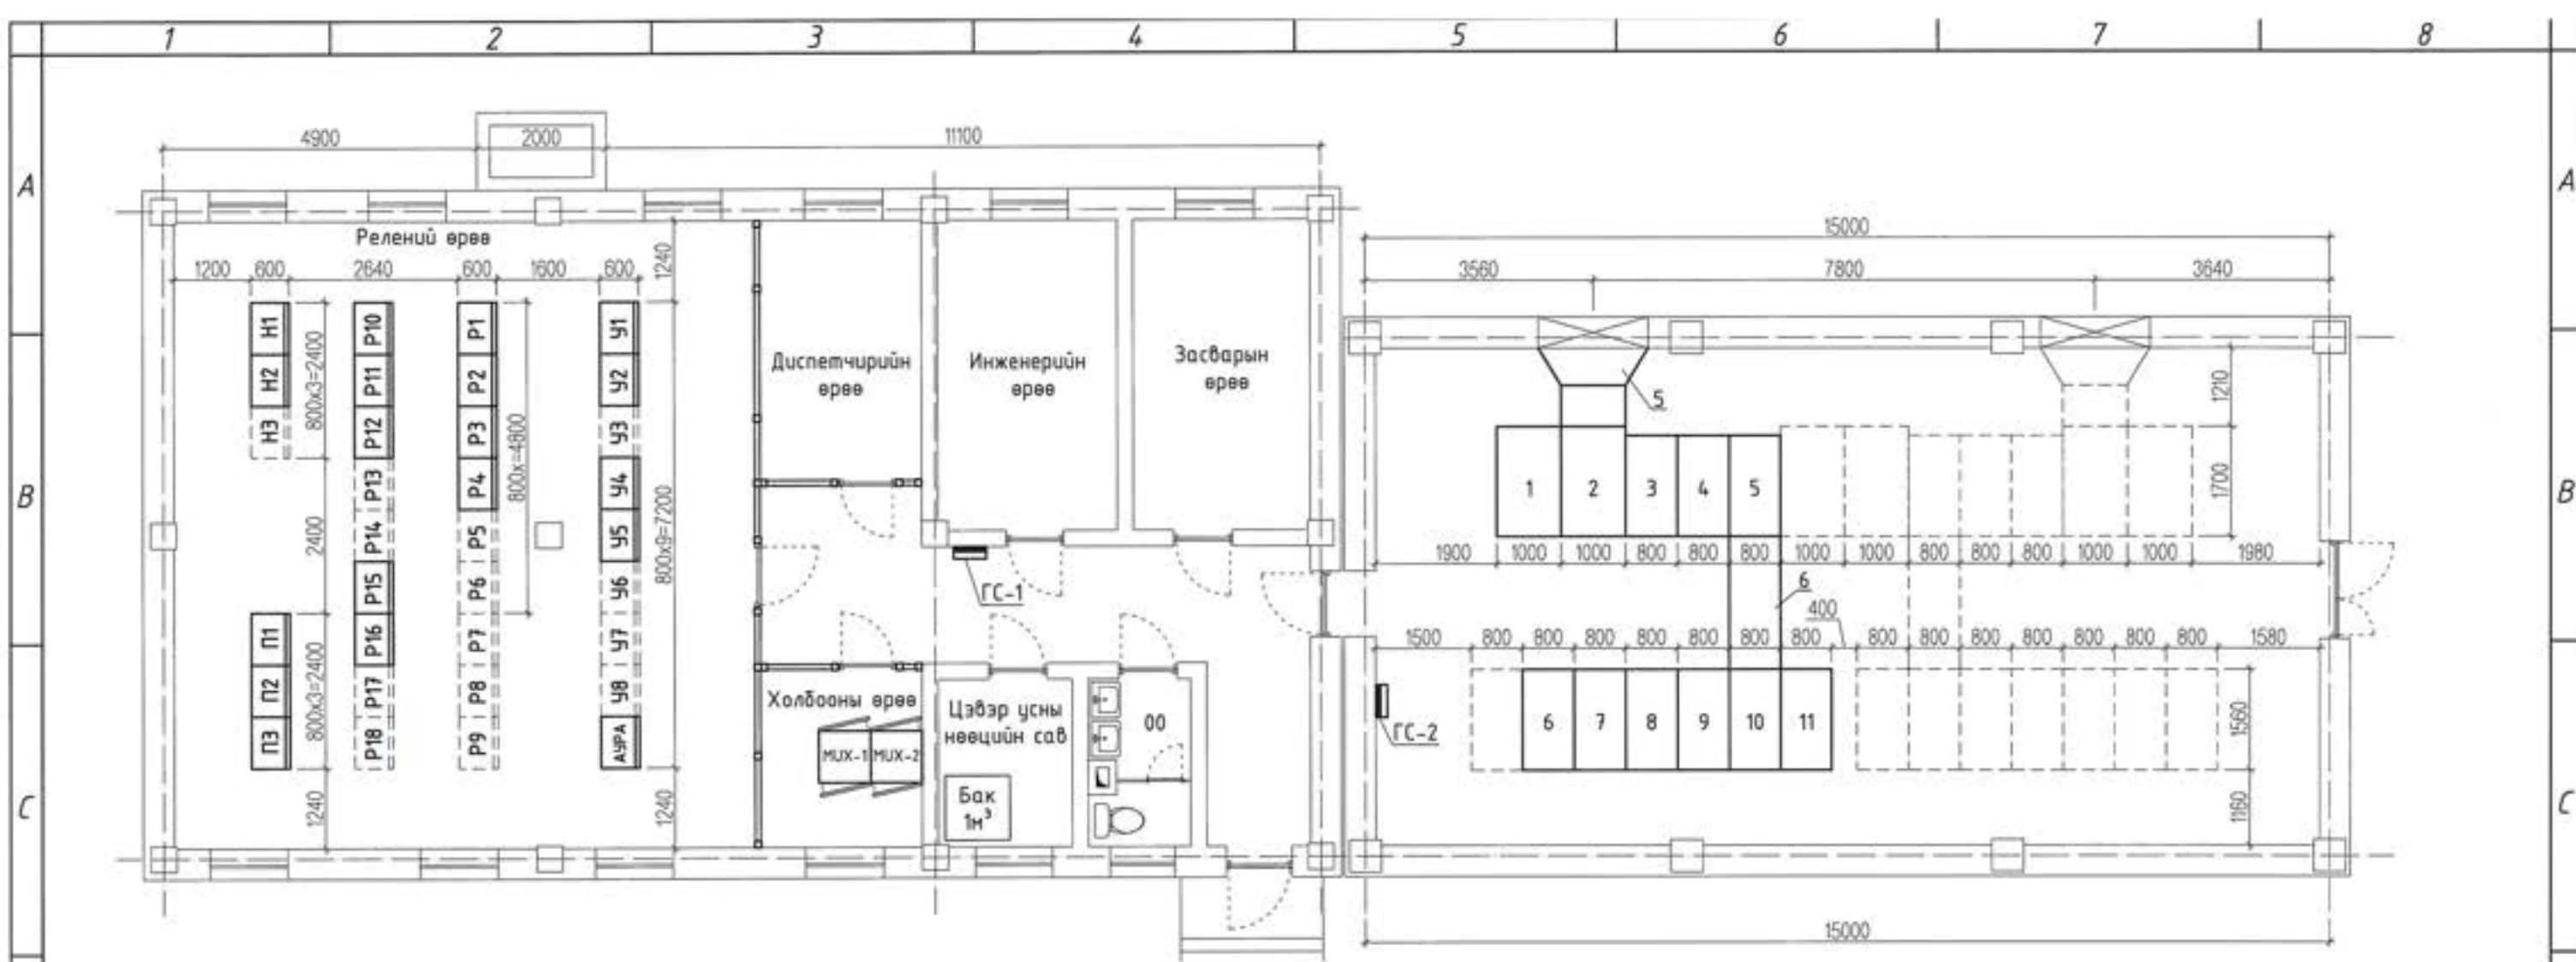 1 2 3 4 5 6 7 8
A A
4900 2000 11100
Релений өрөө
15000
1200 600 2640 600 1600 600 1240
3560 7800 3640
Н1 Р10 Р1 У1
Н2 Р11 Р2 У2
Н3 Р12 Р3 У3
Р13 Р4 У4
Р14 Р5 У5
Р15 Р6 У6
П1 Р16 Р7 У7
П2 Р17 Р8 У8
П3 Р18 Р9 АУРА
800x3=2400
2400
800x3=2400
1240
800x=4800
800x9=7200
1240
Диспетчирийн
өрөө
Инженерийн
өрөө
Засварын
өрөө
5
1210
1700
B B
1 2 3 4 5
1900 1000 1000 800 800 800 1000 1000 800 800 800 1000 1000 1980
ГС-1
6
400
1500 800 800 800 800 800 800 800 800 800 800 800 800 800 800 1580
Холбооны өрөө
MUX-1 MUX-2
Цэвэр усны
нөөцийн сав
Бак
1м³
ОО
ГС-2
6 7 8 9 10 11
1560
1160
C C
15000